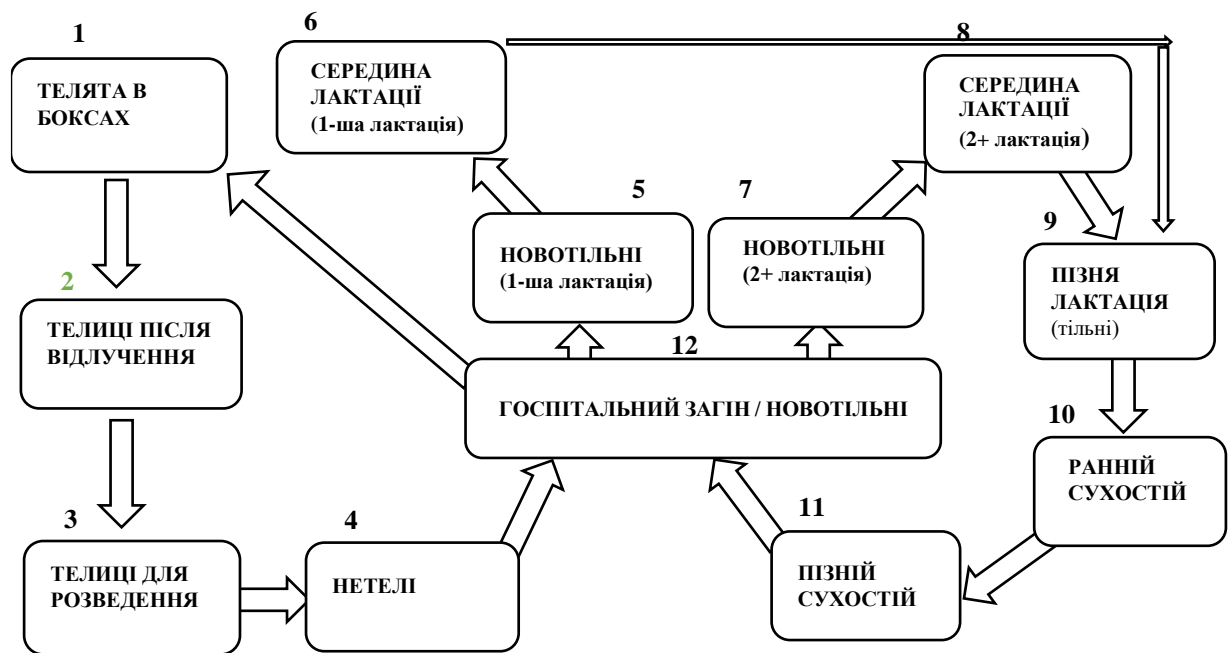 1
ТЕЛЯТА В
БОКСАХ
6
СЕРЕДИНА
ЛАКТАЦІЇ
(1-ша лактація)
8
СЕРЕДИНА
ЛАКТАЦІЇ
(2+ лактація)
5
НОВОТІЛЬНІ
(1-ша лактація)
7
НОВОТІЛЬНІ
(2+ лактація)
9
ПІЗНЯ
ЛАКТАЦІЯ
(тільні)
2
ТЕЛИЦІ ПІСЛЯ
ВІДЛУЧЕННЯ
12
ГОСПІТАЛЬНИЙ ЗАГІН / НОВОТІЛЬНІ
10
РАННІЙ
СУХОСТІЙ
3
ТЕЛИЦІ ДЛЯ
РОЗВЕДЕННЯ
4
НЕТЕЛІ
11
ПІЗНІЙ
СУХОСТІЙ